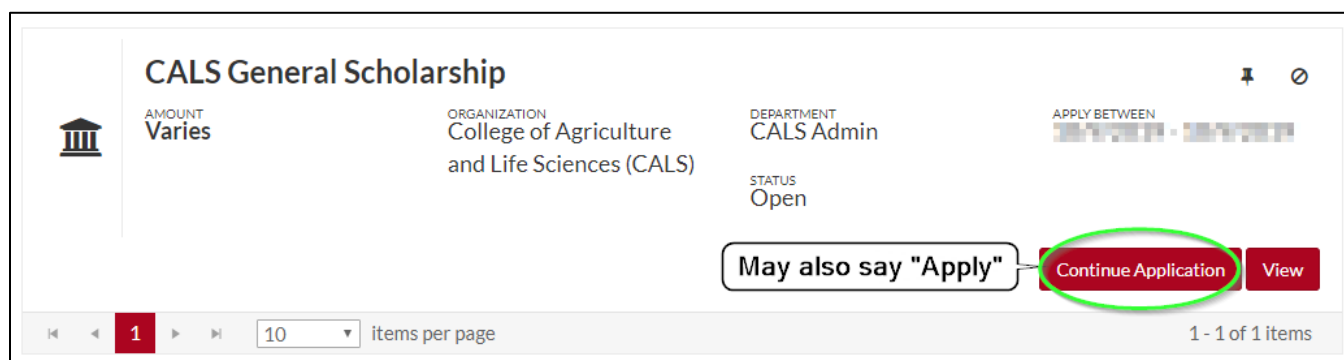 CALS General Scholarship
AMOUNT
Varies
ORGANIZATION
College of Agriculture
and Life Sciences (CALS)
DEPARTMENT
CALS Admin
STATUS
Open
APPLY BETWEEN
May also say "Apply"
Continue Application
View
1
10
items per page
1 - 1 of 1 items